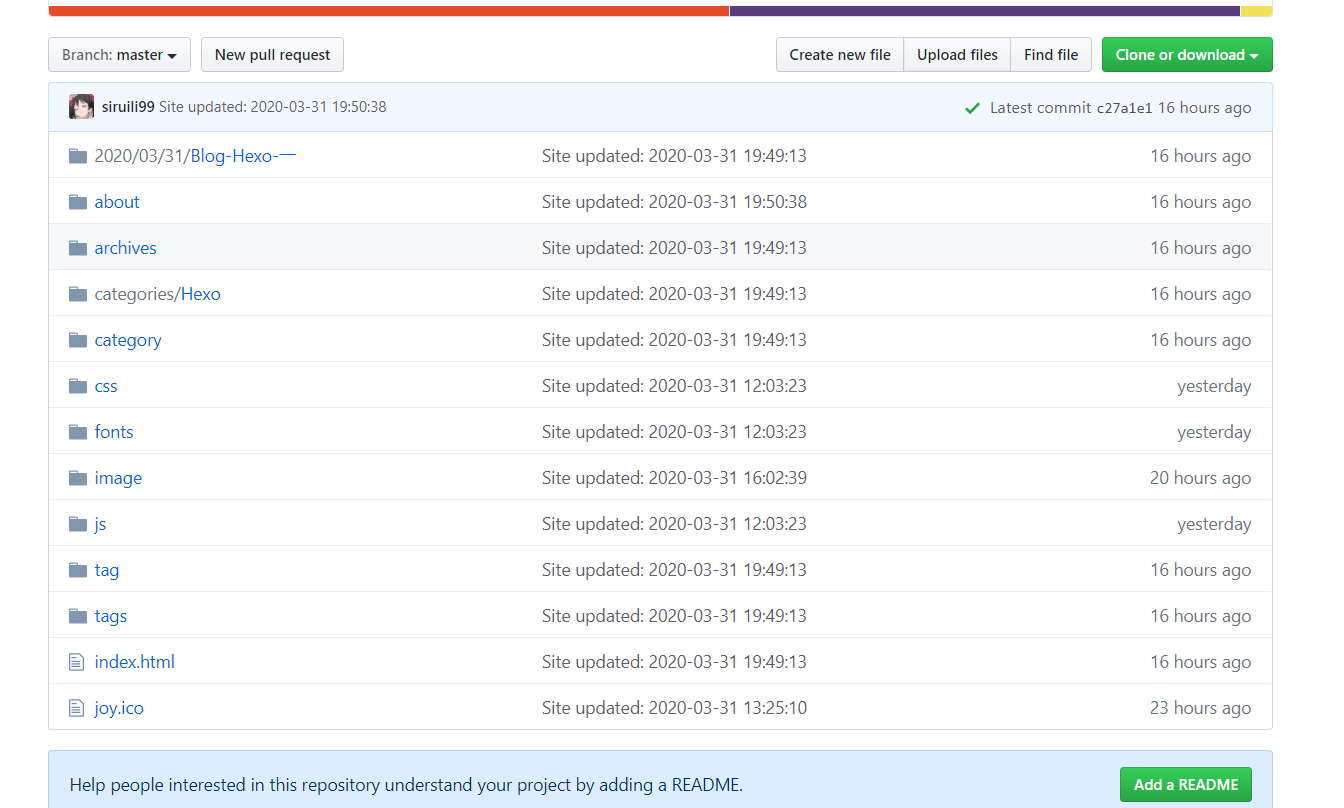 Branch: master New pull request Create new file Upload files Find file Clone or download
siruili99 Site updated: 2020-03-31 19:50:38 Latest commit c27a1e1 16 hours ago
2020/03/31/Blog-Hexo-一 Site updated: 2020-03-31 19:49:13 16 hours ago
about Site updated: 2020-03-31 19:50:38 16 hours ago
archives Site updated: 2020-03-31 19:49:13 16 hours ago
categories/Hexo Site updated: 2020-03-31 19:49:13 16 hours ago
category Site updated: 2020-03-31 19:49:13 16 hours ago
css Site updated: 2020-03-31 12:03:23 yesterday
fonts Site updated: 2020-03-31 12:03:23 yesterday
image Site updated: 2020-03-31 16:02:39 20 hours ago
js Site updated: 2020-03-31 12:03:23 yesterday
tag Site updated: 2020-03-31 19:49:13 16 hours ago
tags Site updated: 2020-03-31 19:49:13 16 hours ago
index.html Site updated: 2020-03-31 19:49:13 16 hours ago
joy.ico Site updated: 2020-03-31 13:25:10 23 hours ago
Help people interested in this repository understand your project by adding a README. Add a README